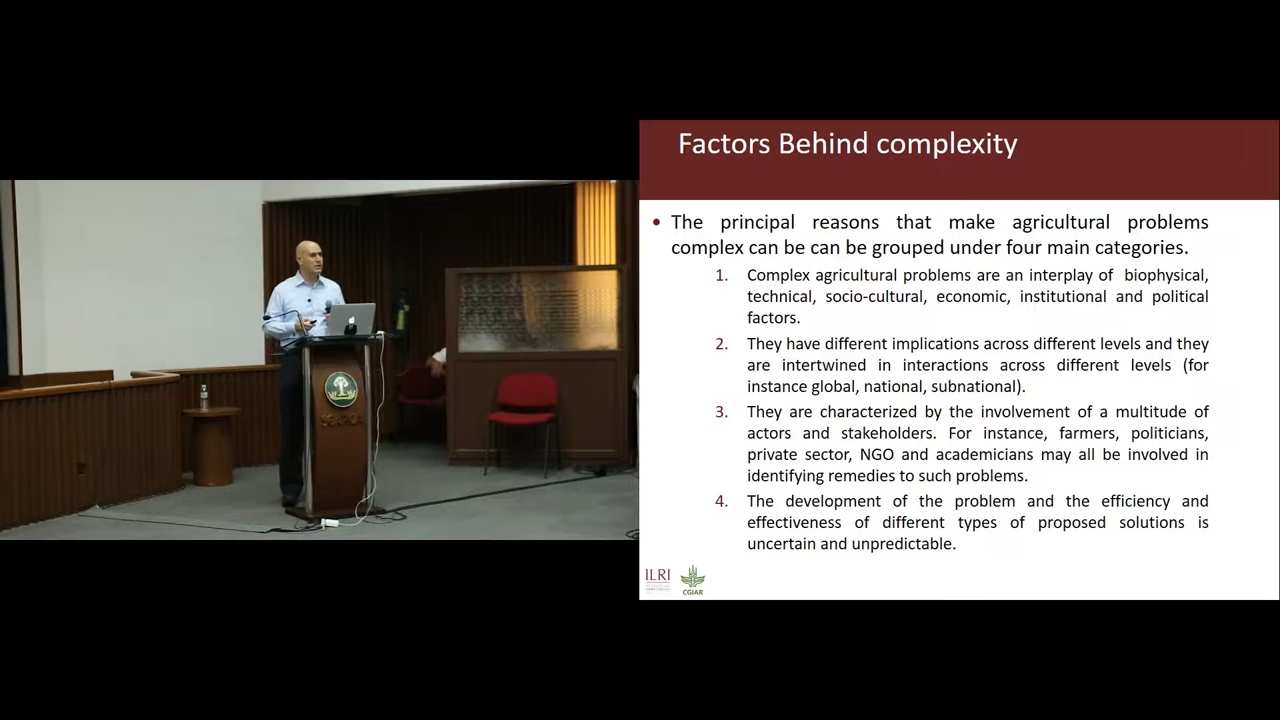 Factors Behind complexity
• The principal reasons that make agricultural problems
complex can be can be grouped under four main categories.
1. Complex agricultural problems are an interplay of biophysical,
technical, socio-cultural, economic, institutional and political
factors.
2. They have different implications across different levels and they
are intertwined in interactions across different levels (for
instance global, national, subnational).
3. They are characterized by the involvement of a multitude of
actors and stakeholders. For instance, farmers, politicians,
private sector, NGO and academicians may all be involved in
identifying remedies to such problems.
4. The development of the problem and the efficiency and
effectiveness of different types of proposed solutions is
uncertain and unpredictable.
ILRI
CGIAR